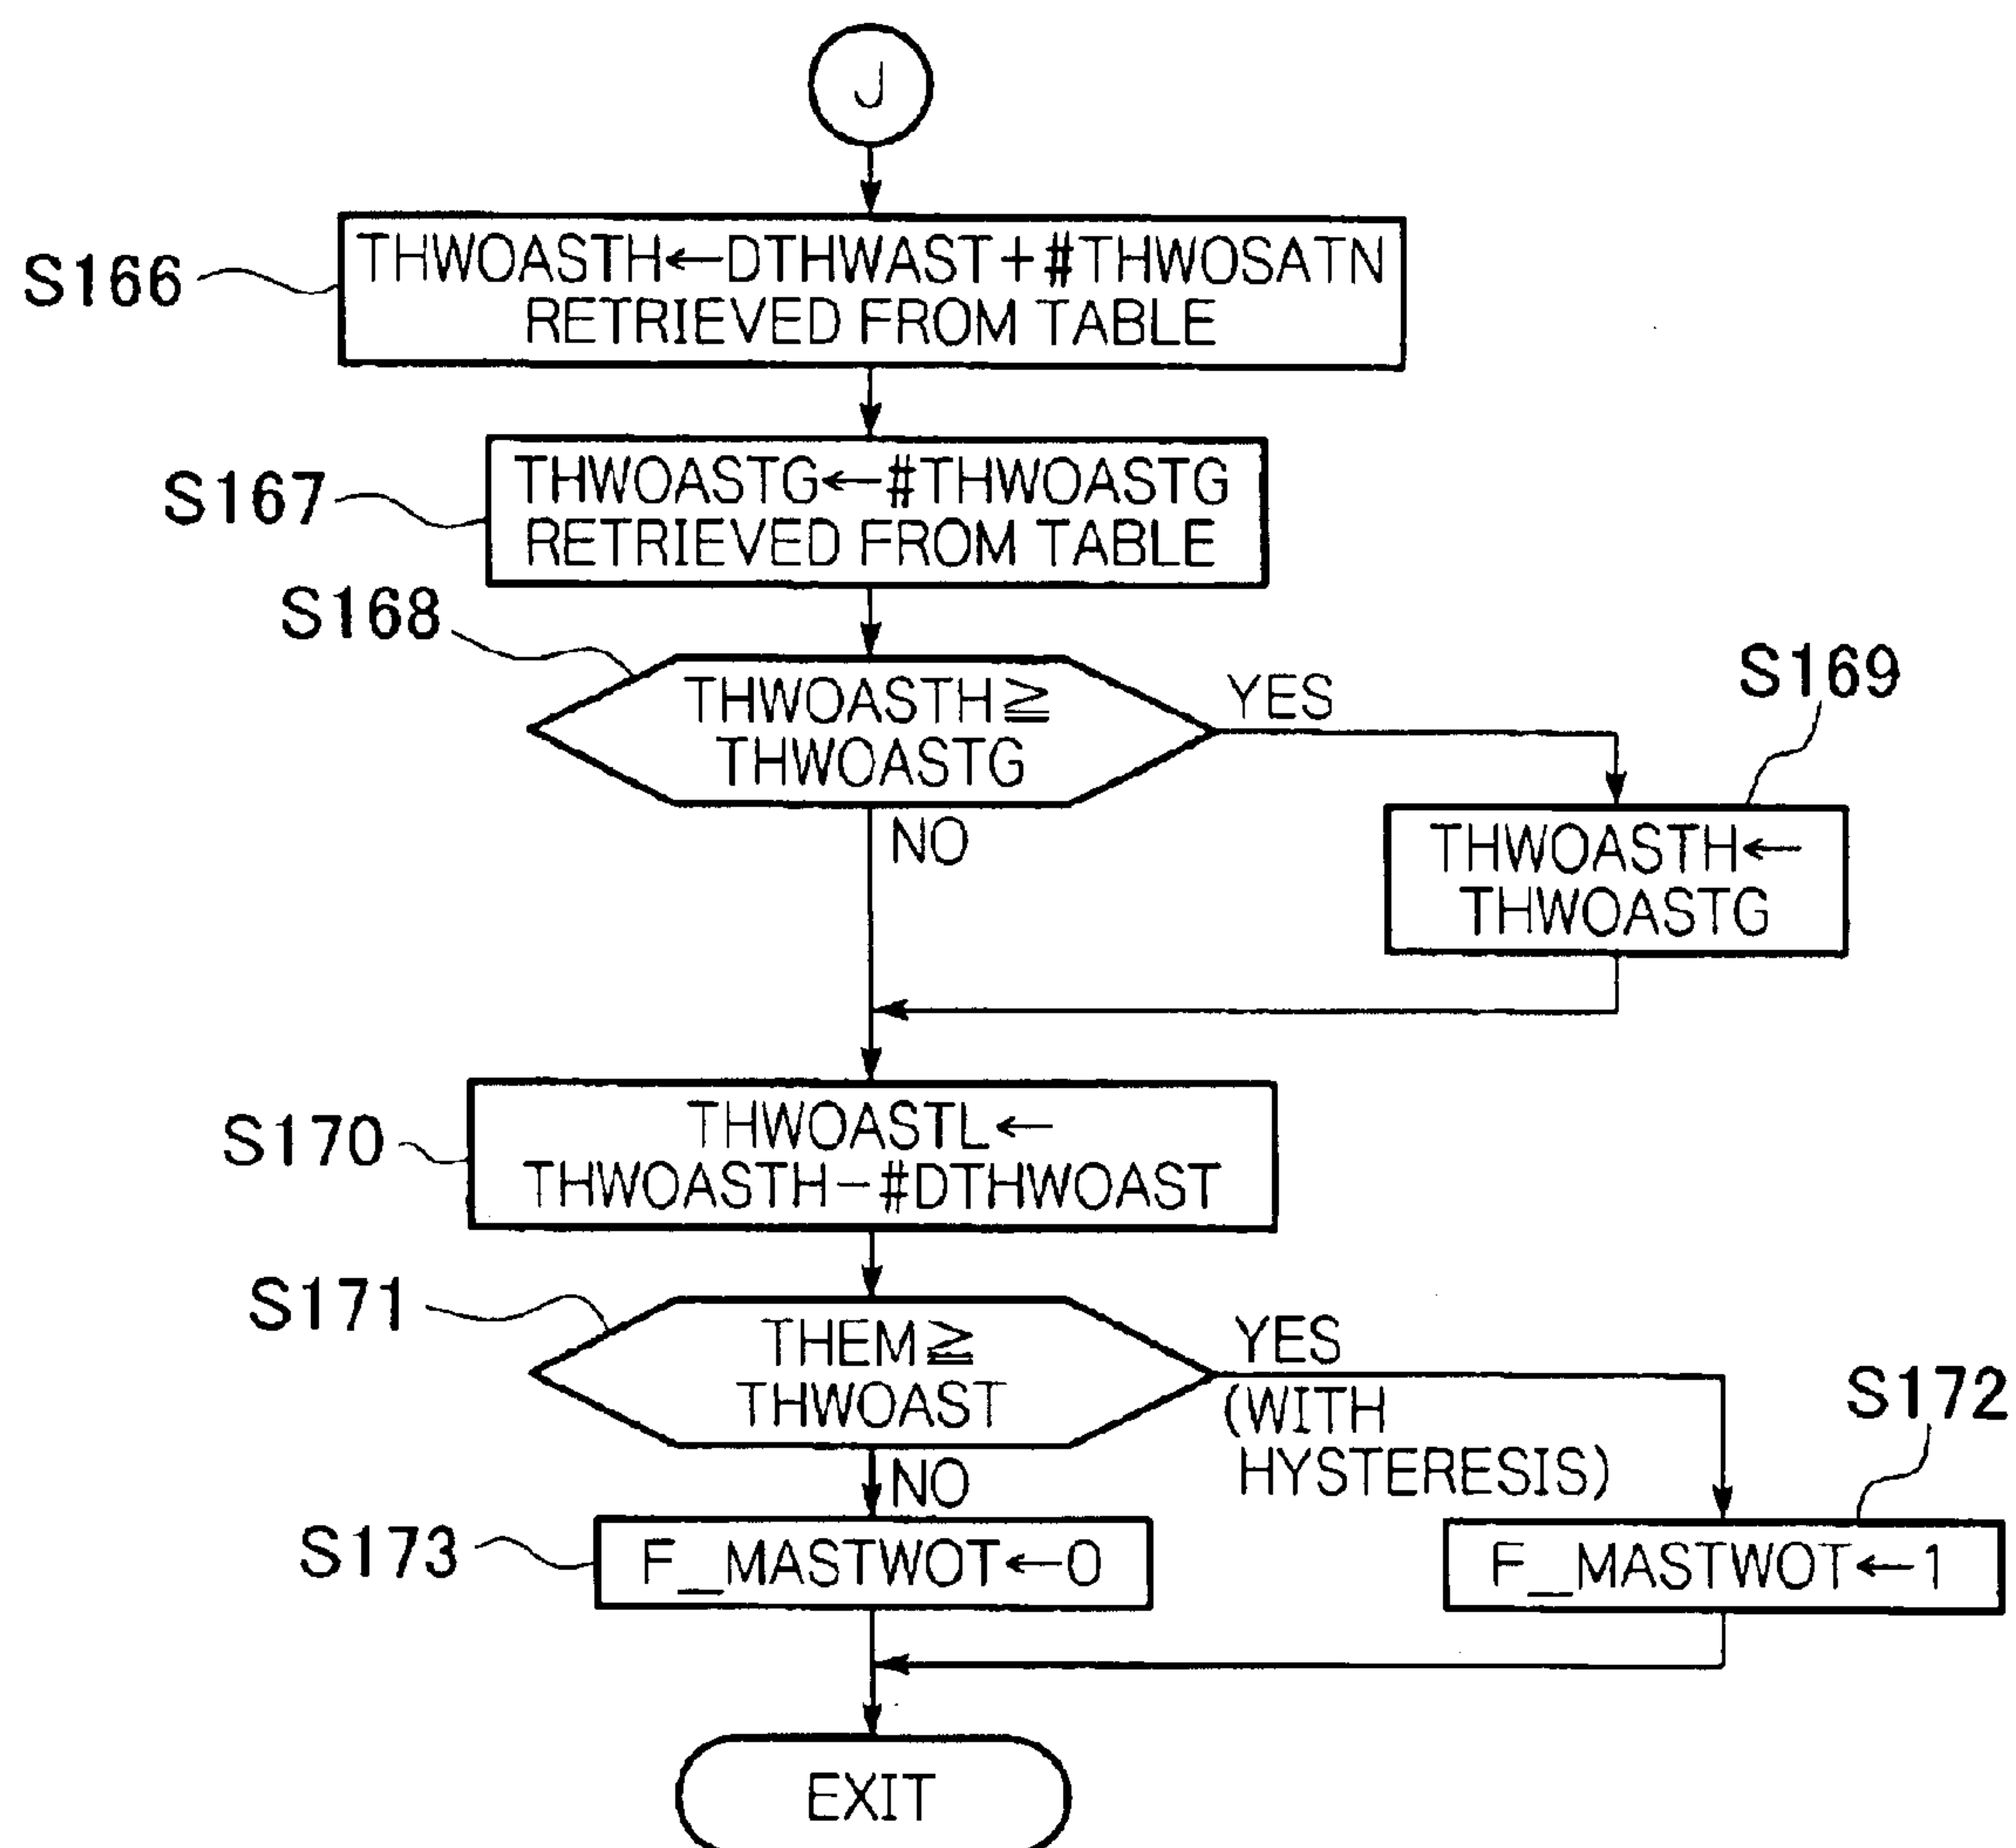 J
S166
THWOASTH←DTHWAST+#THWOSATN
RETRIEVED FROM TABLE
S167
THWOASTG←#THWOASTG
RETRIEVED FROM TABLE
S168
THWOASTH≧
THWOASTG
YES
NO
S169
THWOASTH←
THWOASTG
S170
THWOASTL←
THWOASTH−#DTHWOAST
S171
THEM≧
THWOAST
YES
(WITH
HYSTERESIS)
NO
S172
F_MASTWOT←1
S173
F_MASTWOT←0
EXIT